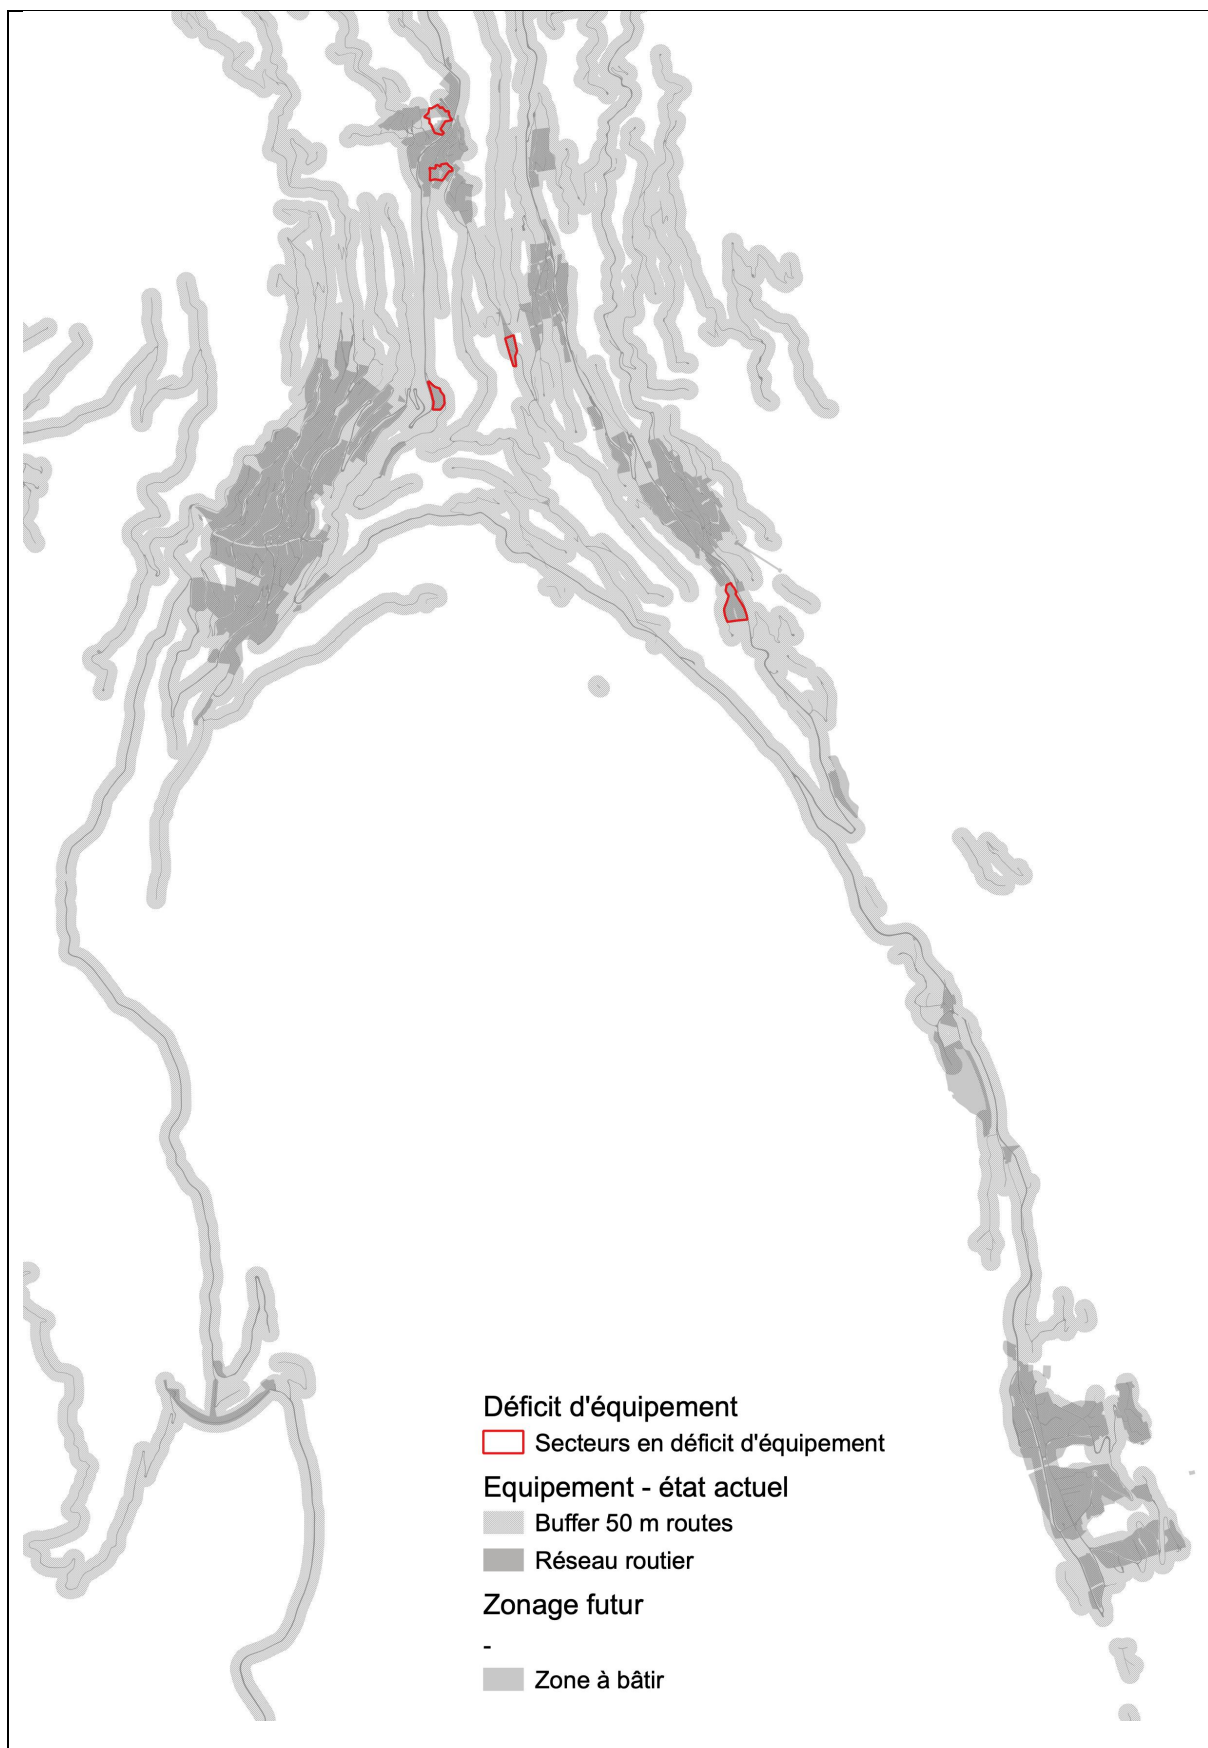 Déficit d'équipement
Secteurs en déficit d'équipement
Equipement - état actuel
Buffer 50 m routes
Réseau routier
Zonage futur
-
Zone à bâtir